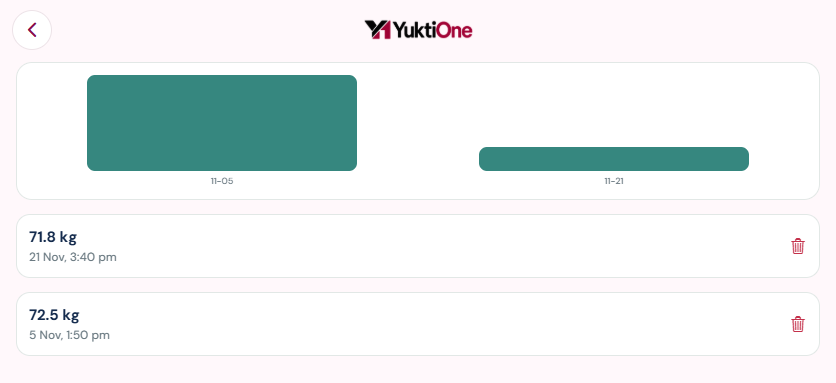 YuktiOne
11-05
11-21
71.8 kg
21 Nov, 3:40 pm
72.5 kg
5 Nov, 1:50 pm